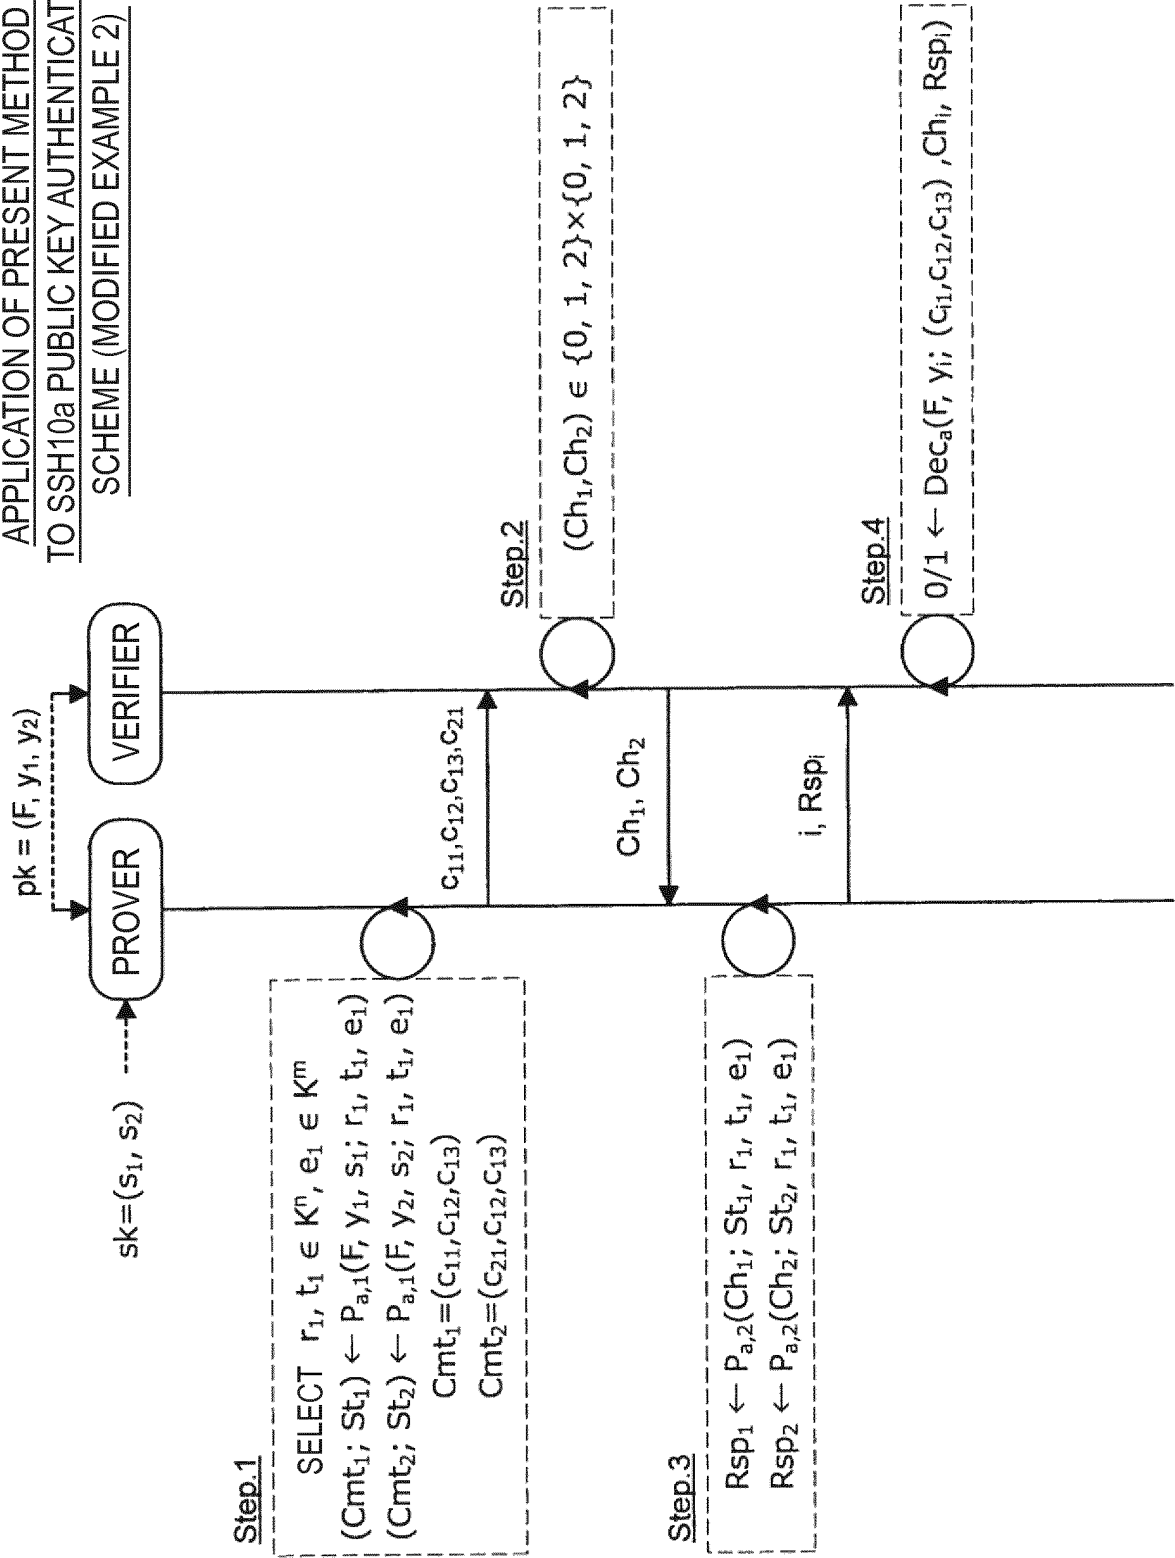 APPLICATION OF PRESENT METHOD
TO SSH10a PUBLIC KEY AUTHENTICAT
SCHEME (MODIFIED EXAMPLE 2)
pk = (F, y₁, y₂)
sk=(s₁, s₂)
PROVER
VERIFIER
Step.1
SELECT r₁, t₁ ∈ Kⁿ, e₁ ∈ Kᵐ
(Cmt₁; St₁) ← Pₐ,₁(F, y₁, s₁; r₁, t₁, e₁)
(Cmt₂; St₂) ← Pₐ,₁(F, y₂, s₂; r₁, t₁, e₁)
Cmt₁=(c₁₁,c₁₂,c₁₃)
Cmt₂=(c₂₁,c₁₂,c₁₃)
c₁₁,c₁₂,c₁₃,c₂₁
Step.2
(Ch₁,Ch₂) ∈ {0, 1, 2}×{0, 1, 2}
Ch₁, Ch₂
Step.3
Rsp₁ ← Pₐ,₂(Ch₁; St₁, r₁, t₁, e₁)
Rsp₂ ← Pₐ,₂(Ch₂; St₂, r₁, t₁, e₁)
i, Rspᵢ
Step.4
0/1 ← Decₐ(F, yᵢ; (cᵢ₁,c₁₂,c₁₃) ,Chᵢ, Rspᵢ)